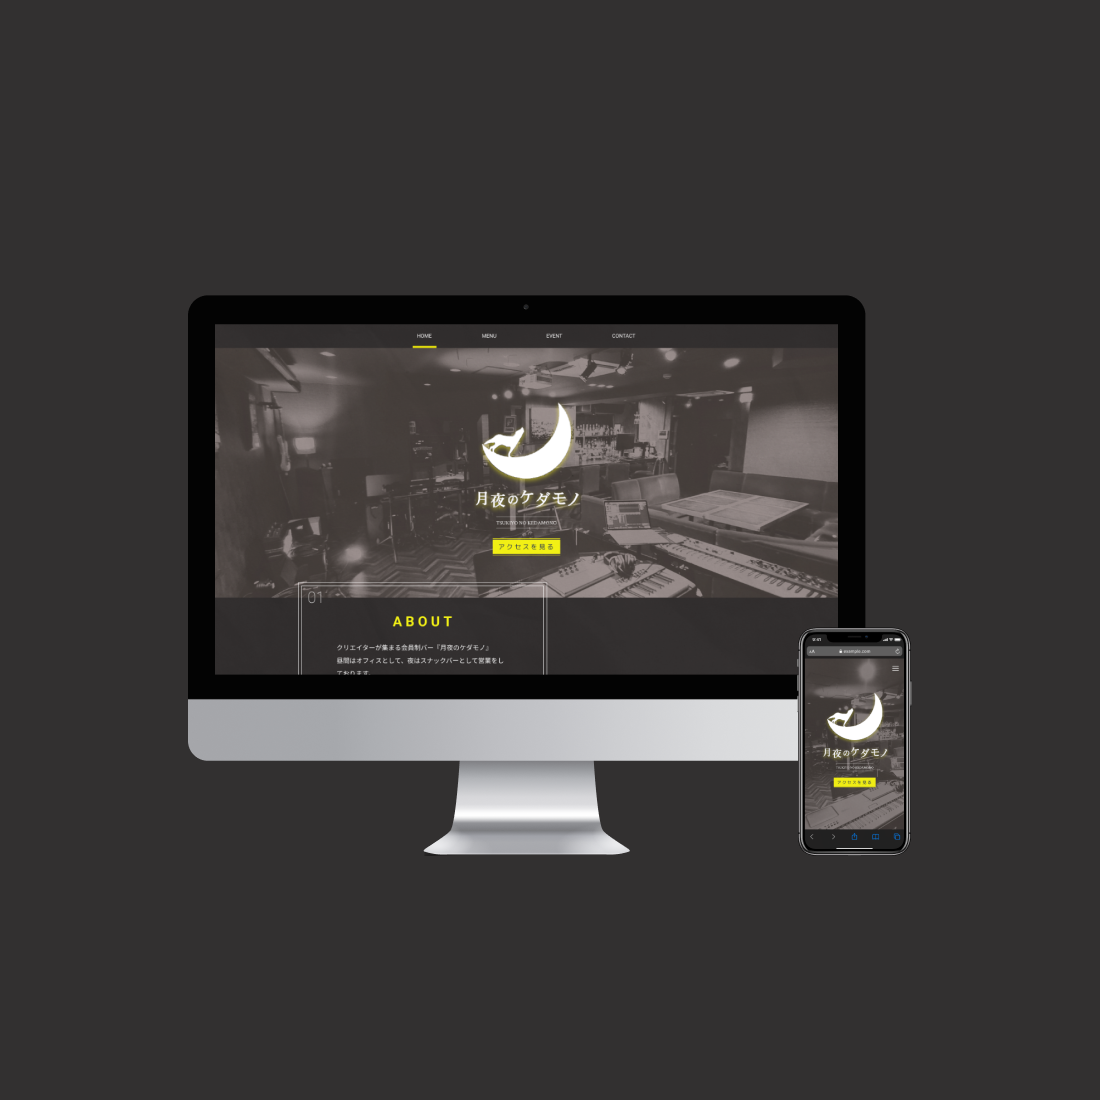 HOME MENU EVENT CONTACT
月夜のケダモノ
TSUKIYO NO KEDAMONO
アクセスを見る
01
ABOUT
クリエイターが集まる会員制バー『月夜のケダモノ』
昼間はオフィスとして、夜はスナックバーとして営業をし
ております。
9:41
AA example.com
月夜のケダモノ
TSUKIYO NO KEDAMONO
アクセスを見る